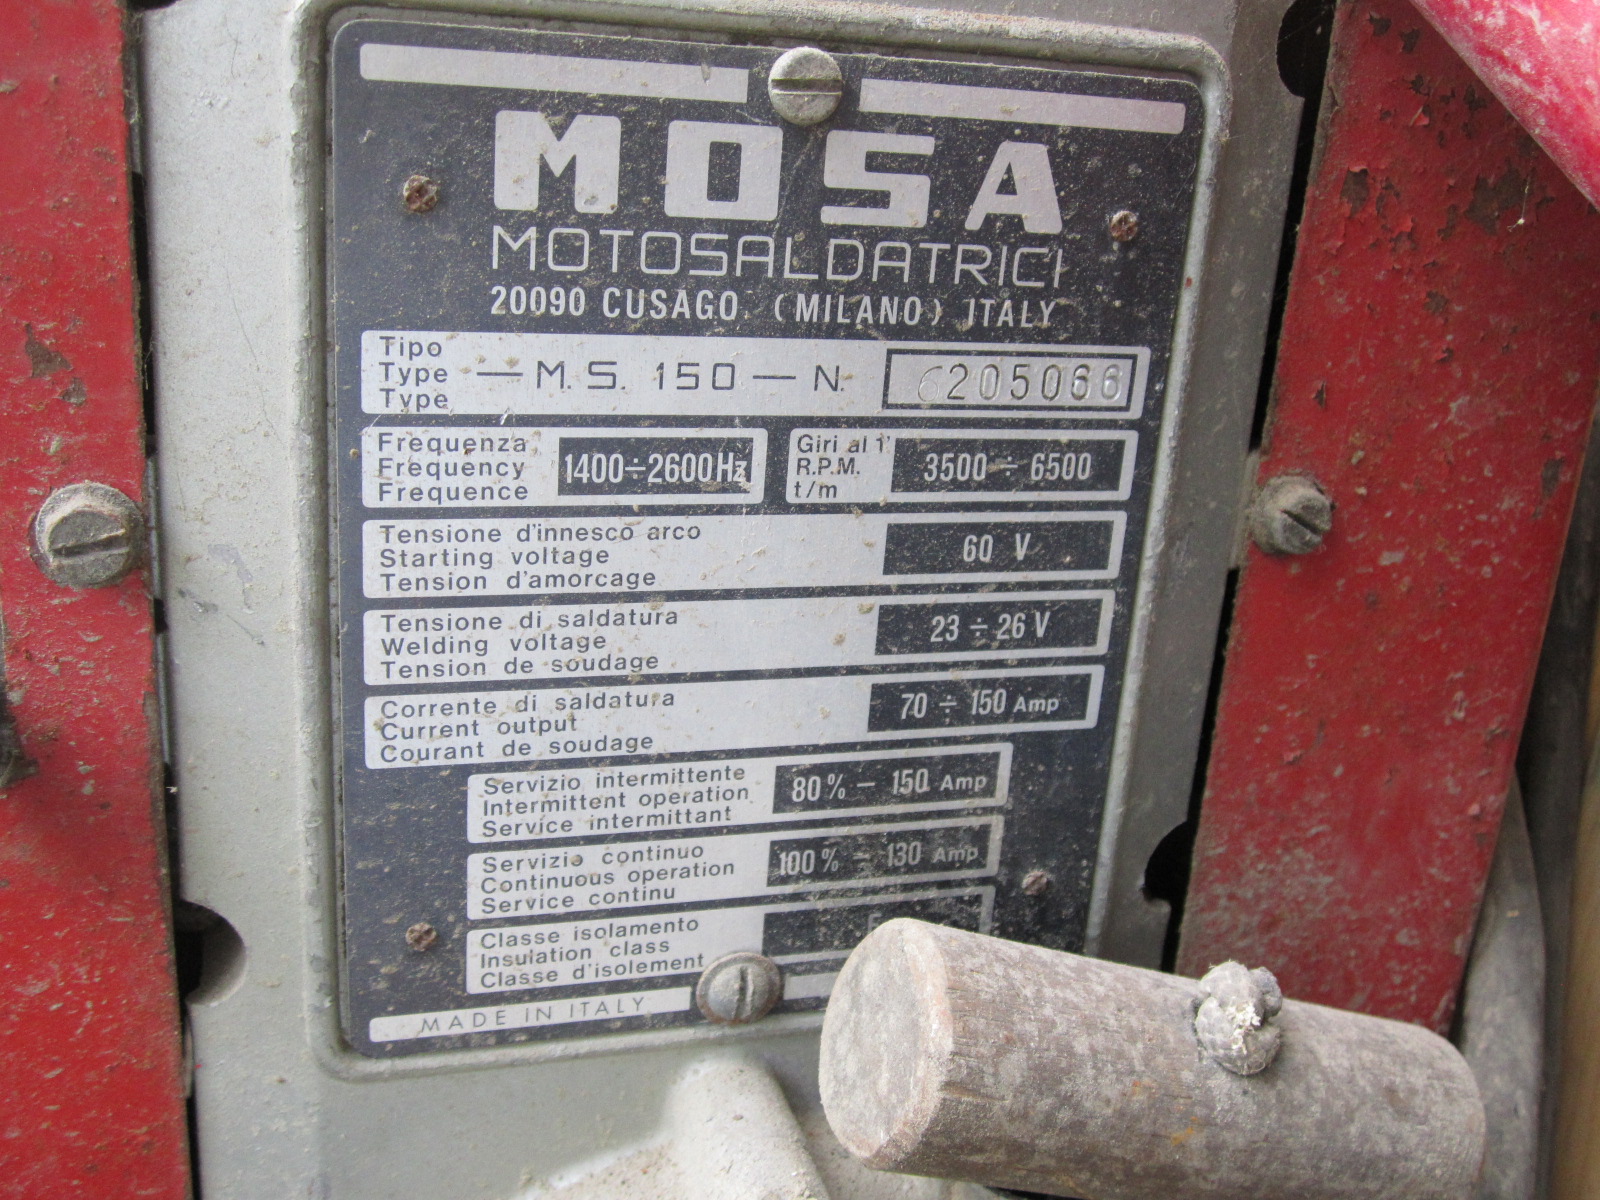 MOSA
MOTOSALDATRICI
20090 CUSAGO (MILANO) ITALY
Tipo
Type — M.S. 150 — N. 6205066
Type
Frequenza
Frequency 1400÷2600Hz
Frequence
Giri al 1'
R.P.M. 3500 ÷ 6500
t/m
Tensione d'innesco arco
Starting voltage 60 V
Tension d'amorcage
Tensione di saldatura
Welding voltage 23 ÷ 26 V
Tension de soudage
Corrente di saldatura
Current output 70 ÷ 150 Amp
Courant de soudage
Servizio intermittente
Intermittent operation 80% – 150 Amp
Service intermittant
Servizio continuo
Continuous operation 100% – 130 Amp
Service continu
Classe isolamento
Insulation class
Classe d'isolement
MADE IN ITALY